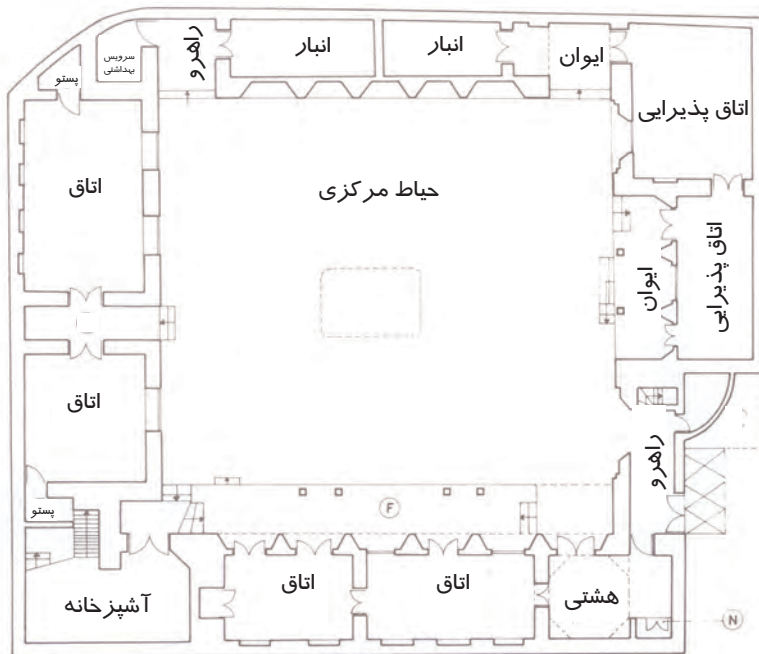 ایوان
انبار
انبار
راهرو
سرویس
بهداشتی
پستو
اتاق پذیرایی
اتاق
حیاط مرکزی
اتاق پذیرایی
ایوان
اتاق
راهرو
پستو
F
اتاق
اتاق
هشتی
آشپزخانه
N